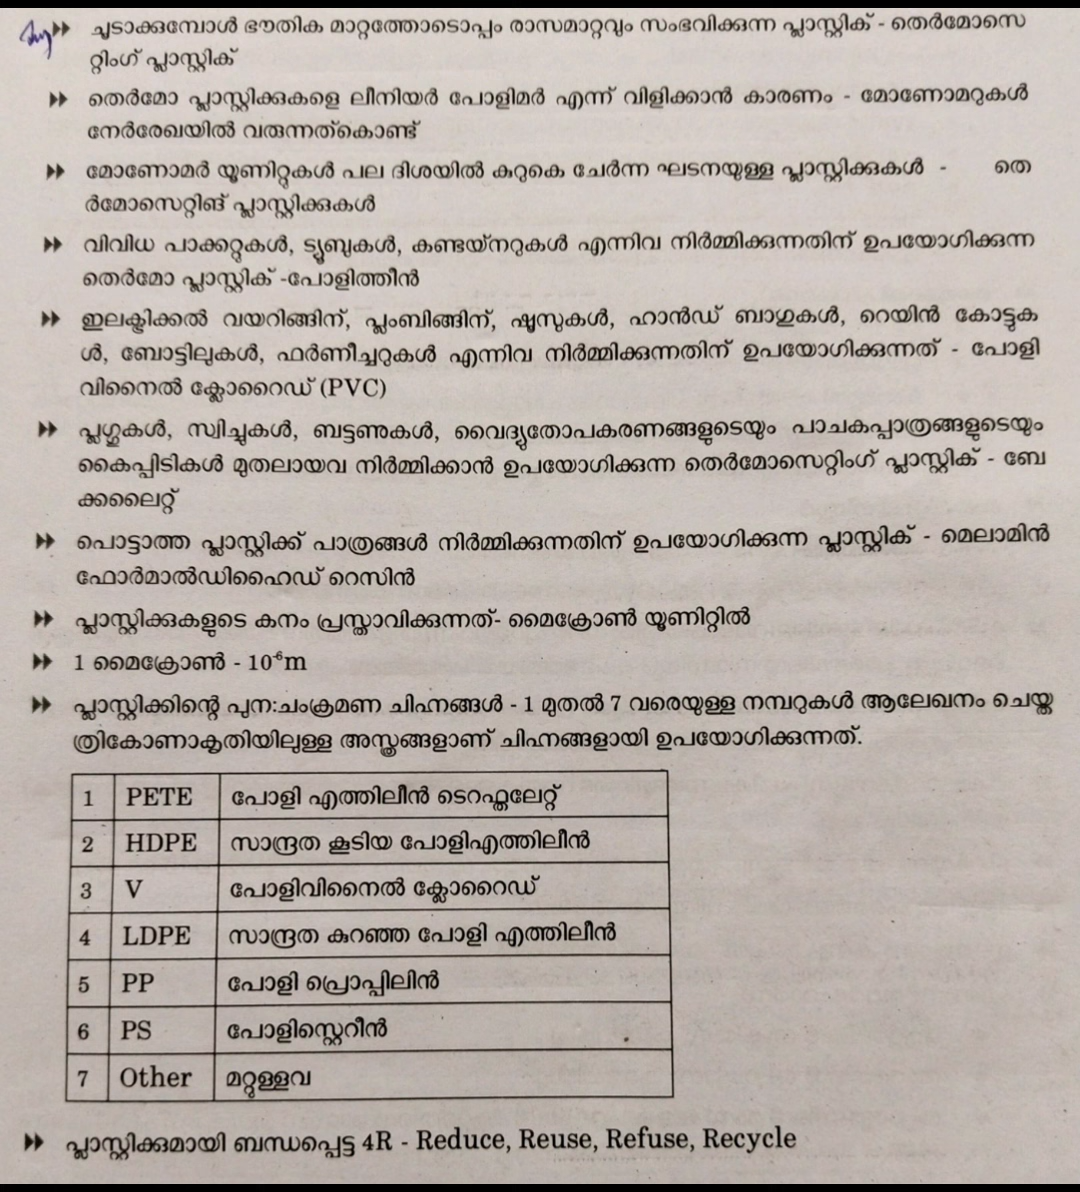 ▸▸ ചൂടാക്കുമ്പോൾ ഭൗതിക മാറ്റത്തോടൊപ്പം രാസമാറ്റവും സംഭവിക്കുന്ന പ്ലാസ്റ്റിക് - തെർമോസെ
റ്റിംഗ് പ്ലാസ്റ്റിക്
▸▸ തെർമോ പ്ലാസ്റ്റിക്കുകളെ ലീനിയർ പോളിമർ എന്ന് വിളിക്കാൻ കാരണം - മോണോമറുകൾ
നേർരേഖയിൽ വരുന്നത്കൊണ്ട്
▸▸ മോണോമർ യൂണിറ്റുകൾ പല ദിശയിൽ കുറുകെ ചേർന്ന ഘടനയുള്ള പ്ലാസ്റ്റിക്കുകൾ - തെ
ർമോസെറ്റിങ് പ്ലാസ്റ്റിക്കുകൾ
▸▸ വിവിധ പാക്കറ്റുകൾ, ട്യൂബുകൾ, കണ്ടയ്നറുകൾ എന്നിവ നിർമ്മിക്കുന്നതിന് ഉപയോഗിക്കുന്ന
തെർമോ പ്ലാസ്റ്റിക് -പോളിത്തീൻ
▸▸ ഇലക്ട്രിക്കൽ വയറിങ്ങിന്, പ്ലംബിങ്ങിന്, ഷൂസുകൾ, ഹാൻഡ് ബാഗുകൾ, റെയിൻ കോട്ടുക
ൾ, ബോട്ടിലുകൾ, ഫർണീച്ചറുകൾ എന്നിവ നിർമ്മിക്കുന്നതിന് ഉപയോഗിക്കുന്നത് - പോളി
വിനൈൽ ക്ലോറൈഡ് (PVC)
▸▸ പ്ലഗ്ഗുകൾ, സ്വിച്ചുകൾ, ബട്ടണുകൾ, വൈദ്യുതോപകരണങ്ങളുടെയും പാചകപ്പാത്രങ്ങളുടെയും
കൈപ്പിടികൾ മുതലായവ നിർമ്മിക്കാൻ ഉപയോഗിക്കുന്ന തെർമോസെറ്റിംഗ് പ്ലാസ്റ്റിക് - ബേ
ക്കലൈറ്റ്
▸▸ പൊട്ടാത്ത പ്ലാസ്റ്റിക്ക് പാത്രങ്ങൾ നിർമ്മിക്കുന്നതിന് ഉപയോഗിക്കുന്ന പ്ലാസ്റ്റിക് - മെലാമിൻ
ഫോർമാൽഡിഹൈഡ് റെസിൻ
▸▸ പ്ലാസ്റ്റിക്കുകളുടെ കനം പ്രസ്താവിക്കുന്നത്- മൈക്രോൺ യൂണിറ്റിൽ
▸▸ 1 മൈക്രോൺ - 10⁻⁶m
▸▸ പ്ലാസ്റ്റിക്കിന്റെ പുന:ചംക്രമണ ചിഹ്നങ്ങൾ - 1 മുതൽ 7 വരെയുള്ള നമ്പറുകൾ ആലേഖനം ചെയ്ത
ത്രികോണാകൃതിയിലുള്ള അസ്ത്രങ്ങളാണ് ചിഹ്നങ്ങളായി ഉപയോഗിക്കുന്നത്.
1 PETE പോളി എത്തിലീൻ ടെറഫ്തലേറ്റ്
2 HDPE സാന്ദ്രത കൂടിയ പോളിഎത്തിലീൻ
3 V പോളിവിനൈൽ ക്ലോറൈഡ്
4 LDPE സാന്ദ്രത കുറഞ്ഞ പോളി എത്തിലീൻ
5 PP പോളി പ്രൊപ്പിലിൻ
6 PS പോളിസ്റ്റെറീൻ
7 Other മറ്റുള്ളവ
▸▸ പ്ലാസ്റ്റിക്കുമായി ബന്ധപ്പെട്ട 4R - Reduce, Reuse, Refuse, Recycle